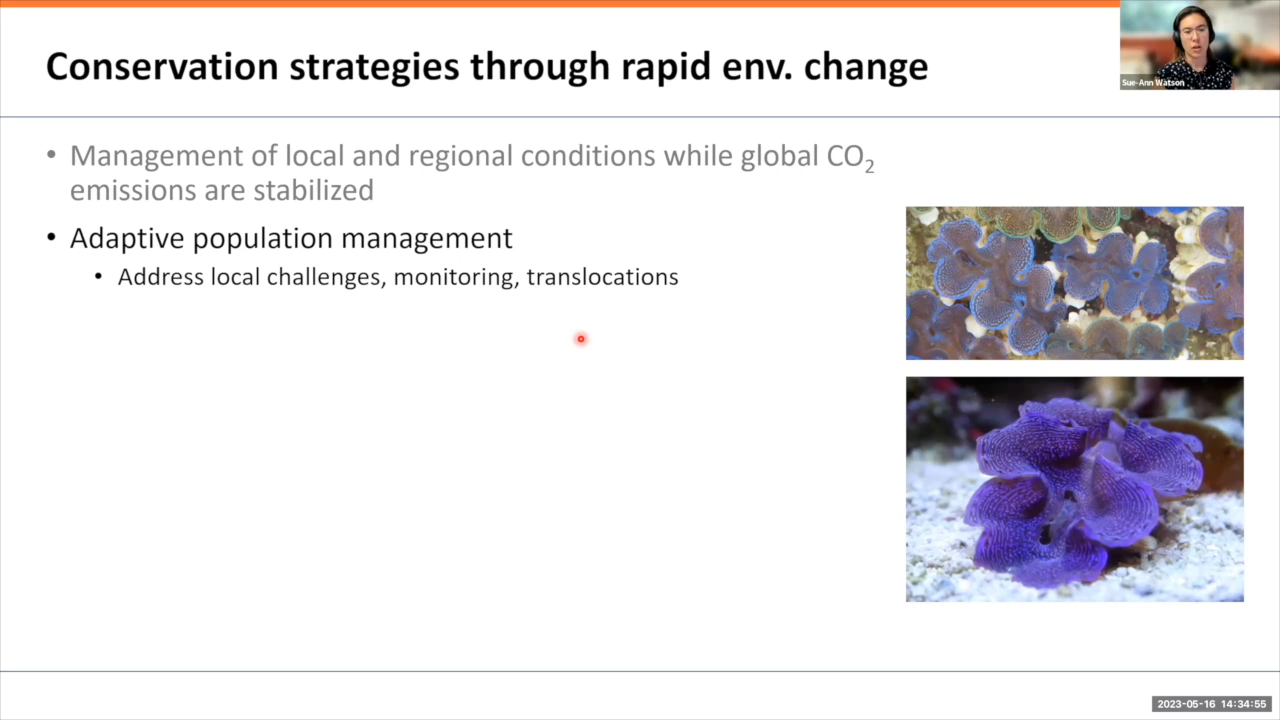 Conservation strategies through rapid env. change
Sue-Ann Watson
• Management of local and regional conditions while global CO₂
emissions are stabilized
• Adaptive population management
• Address local challenges, monitoring, translocations
2023-05-16 14:34:55